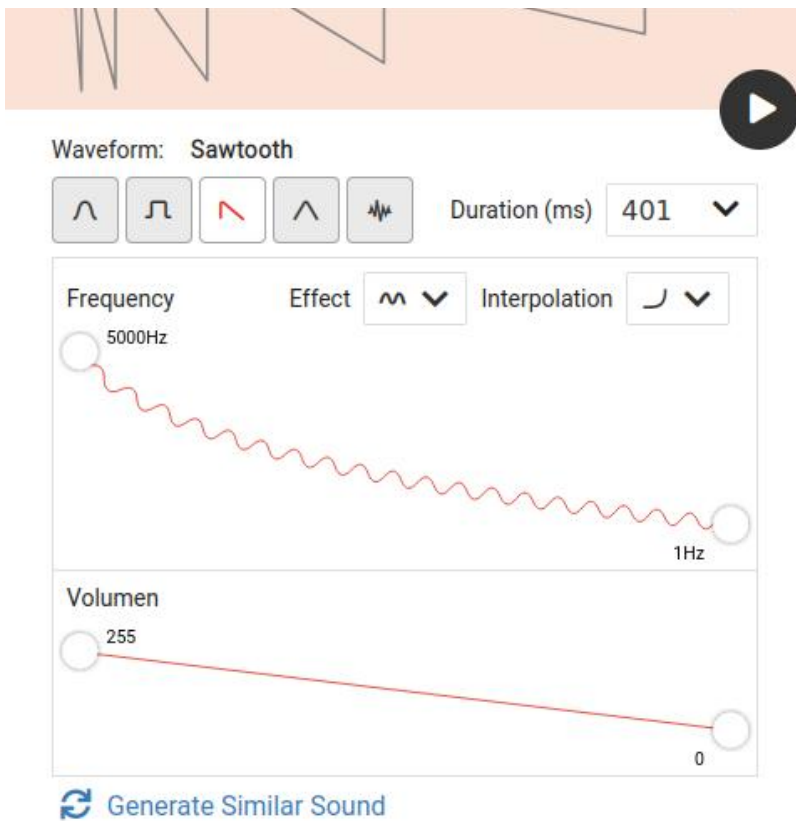 Waveform: Sawtooth
Duration (ms) 401
Frequency Effect Interpolation
5000Hz
1Hz
Volumen
255
0
Generate Similar Sound